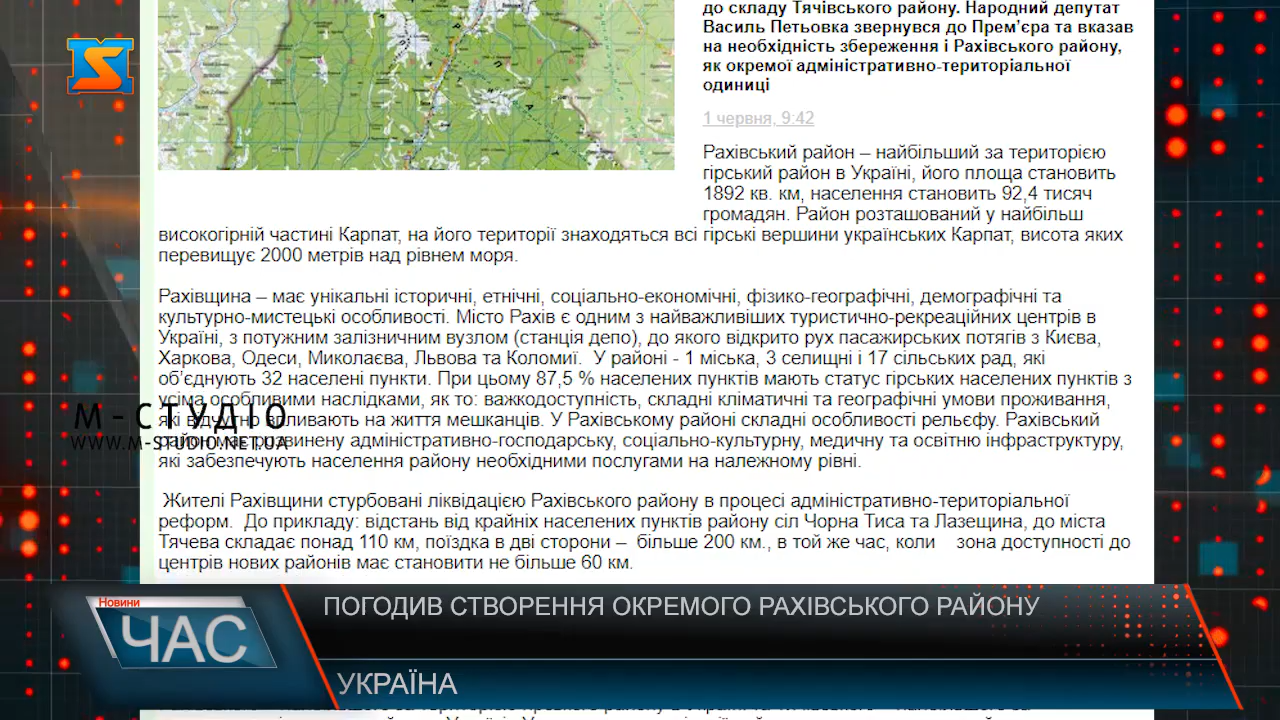 до складу Тячівського району. Народний депутат
Василь Петьовка звернувся до Прем’єра та вказав
на необхідність збереження і Рахівського району,
як окремої адміністративно-територіальної
одиниці
1 червня, 9:42
Рахівський район – найбільший за територією
гірський район в Україні, його площа становить
1892 кв. км, населення становить 92,4 тисяч
громадян. Район розташований у найбільш
високогірній частині Карпат, на його території знаходяться всі гірські вершини українських Карпат, висота яких
перевищує 2000 метрів над рівнем моря.
Рахівщина – має унікальні історичні, етнічні, соціально-економічні, фізико-географічні, демографічні та
культурно-мистецькі особливості. Місто Рахів є одним з найважливіших туристично-рекреаційних центрів в
Україні, з потужним залізничним вузлом (станція депо), до якого відкрито рух пасажирських потягів з Києва,
Харкова, Одеси, Миколаєва, Львова та Коломиї. У районі - 1 міська, 3 селищні і 17 сільських рад, які
об’єднують 32 населені пункти. При цьому 87,5 % населених пунктів мають статус гірських населених пунктів з
усіма особливими наслідками, як то: важкодоступність, складні кліматичні та географічні умови проживання,
які відчутно впливають на життя мешканців. У Рахівському районі складні особливості рельєфу. Рахівський
район має розвинену адміністративно-господарську, соціально-культурну, медичну та освітню інфраструктуру,
які забезпечують населення району необхідними послугами на належному рівні.
М-СТУДІО
WWW.M-STUDIO.NET.UA
Жителі Рахівщини стурбовані ліквідацією Рахівського району в процесі адміністративно-територіальної
реформ. До прикладу: відстань від крайніх населених пунктів району сіл Чорна Тиса та Лазещина, до міста
Тячева складає понад 110 км, поїздка в дві сторони – більше 200 км., в той же час, коли зона доступності до
центрів нових районів має становити не більше 60 км.
Новини
ЧАС
ПОГОДИВ СТВОРЕННЯ ОКРЕМОГО РАХІВСЬКОГО РАЙОНУ
УКРАЇНА